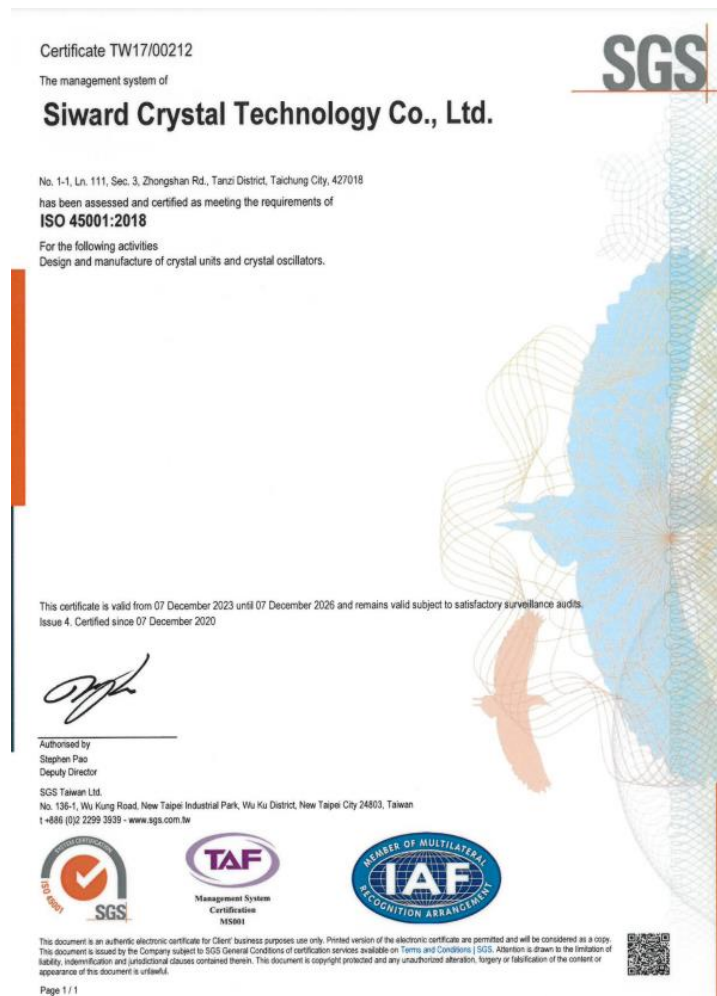 Certificate TW17/00212
SGS
The management system of
Siward Crystal Technology Co., Ltd.
No. 1-1, Ln. 111, Sec. 3, Zhongshan Rd., Tanzi District, Taichung City, 427018
has been assessed and certified as meeting the requirements of
ISO 45001:2018
For the following activities
Design and manufacture of crystal units and crystal oscillators.
This certificate is valid from 07 December 2023 until 07 December 2026 and remains valid subject to satisfactory surveillance audits.
Issue 4. Certified since 07 December 2020
Authorised by
Stephen Pao
Deputy Director
SGS Taiwan Ltd.
No. 136-1, Wu Kung Road, New Taipei Industrial Park, Wu Ku District, New Taipei City 24803, Taiwan
t +886 (0)2 2299 3939 - www.sgs.com.tw
SYSTEM CERTIFICATION
ISO 45001
SGS
TAF
Management System
Certification
MS001
MEMBER OF MULTILATERAL
IAF
RECOGNITION ARRANGEMENT
This document is an authentic electronic certificate for Client' business purposes use only. Printed version of the electronic certificate are permitted and will be considered as a copy.
This document is issued by the Company subject to SGS General Conditions of certification services available on Terms and Conditions | SGS. Attention is drawn to the limitation of
liability, indemnification and jurisdictional clauses contained therein. This document is copyright protected and any unauthorized alteration, forgery or falsification of the content or
appearance of this document is unlawful.
Page 1 / 1